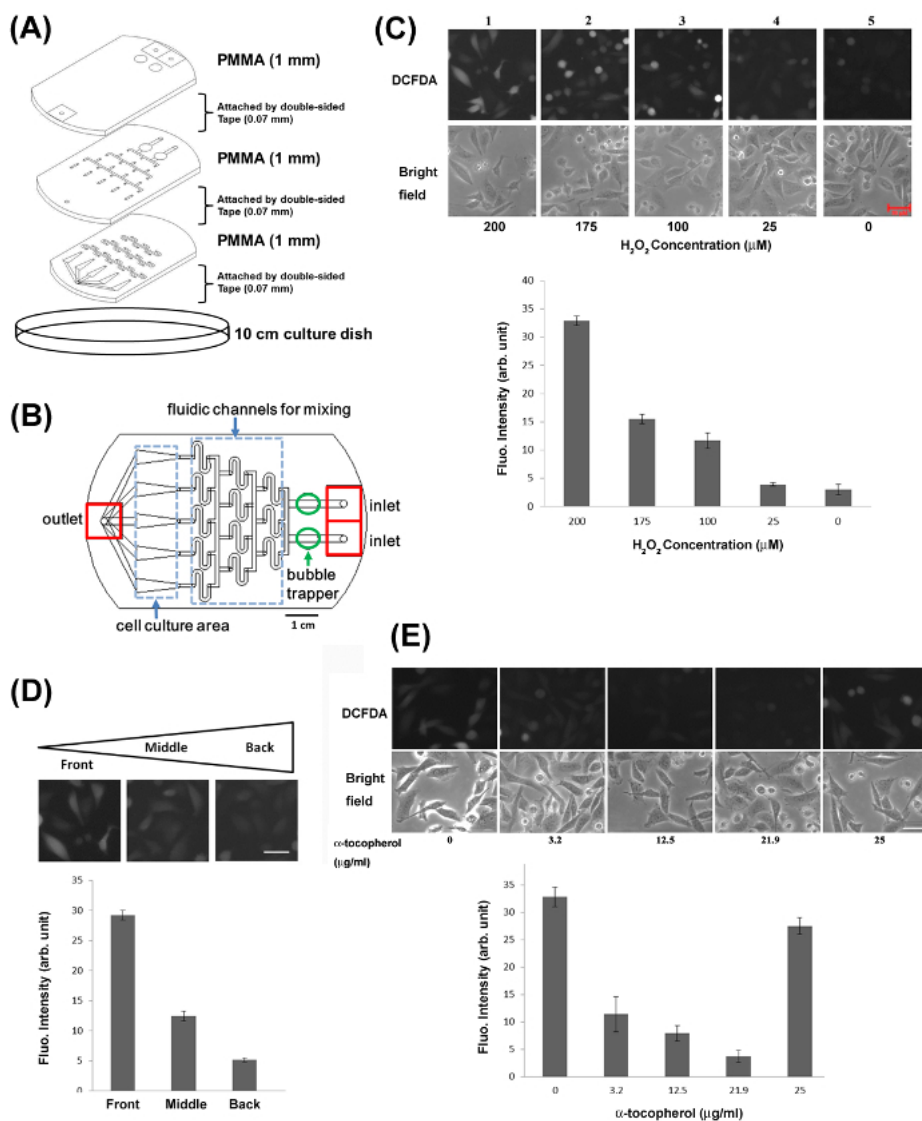 (A)
PMMA (1 mm)
Attached by double-sided
Tape (0.07 mm)
PMMA (1 mm)
Attached by double-sided
Tape (0.07 mm)
PMMA (1 mm)
Attached by double-sided
Tape (0.07 mm)
10 cm culture dish
(B)
fluidic channels for mixing
outlet
inlet
inlet
bubble
trapper
cell culture area
1 cm
(C)
1 2 3 4 5
DCFDA
Bright
field
200 175 100 25 0
H₂O₂ Concentration (μM)
Fluo. Intensity (arb. unit)
40
35
30
25
20
15
10
5
0
200 175 100 25 0
H₂O₂ Concentration (μM)
(D)
Front Middle Back
Fluo. Intensity (arb. unit)
35
30
25
20
15
10
5
0
Front Middle Back
(E)
DCFDA
Bright
field
α-tocopherol
(μg/ml)
0 3.2 12.5 21.9 25
Fluo. Intensity (arb. unit)
35
30
25
20
15
10
5
0
0 3.2 12.5 21.9 25
α-tocopherol (μg/ml)